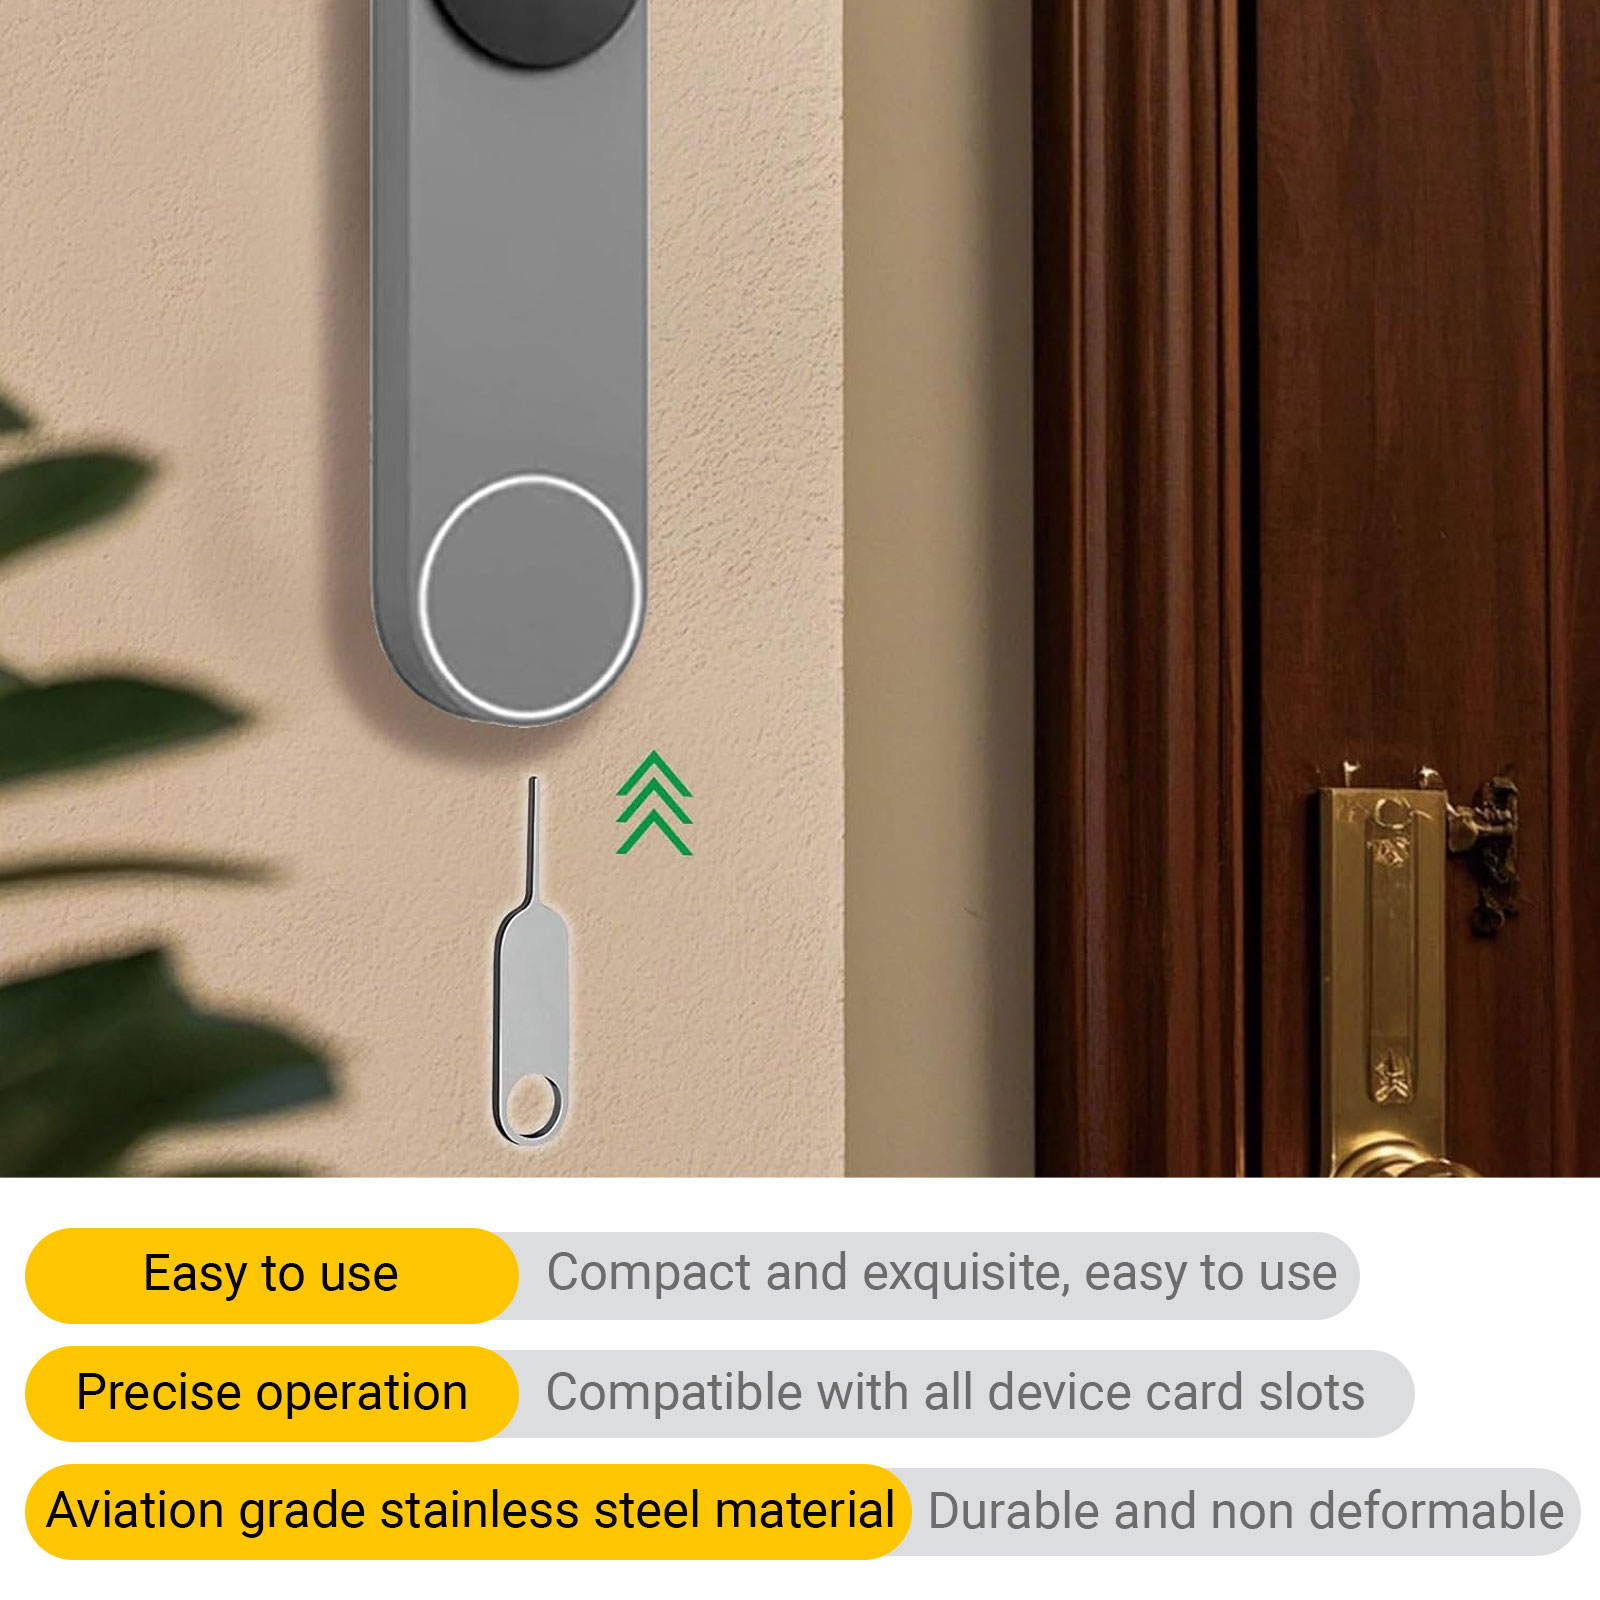 Easy to use
Compact and exquisite, easy to use
Precise operation
Compatible with all device card slots
Aviation grade stainless steel material
Durable and non deformable